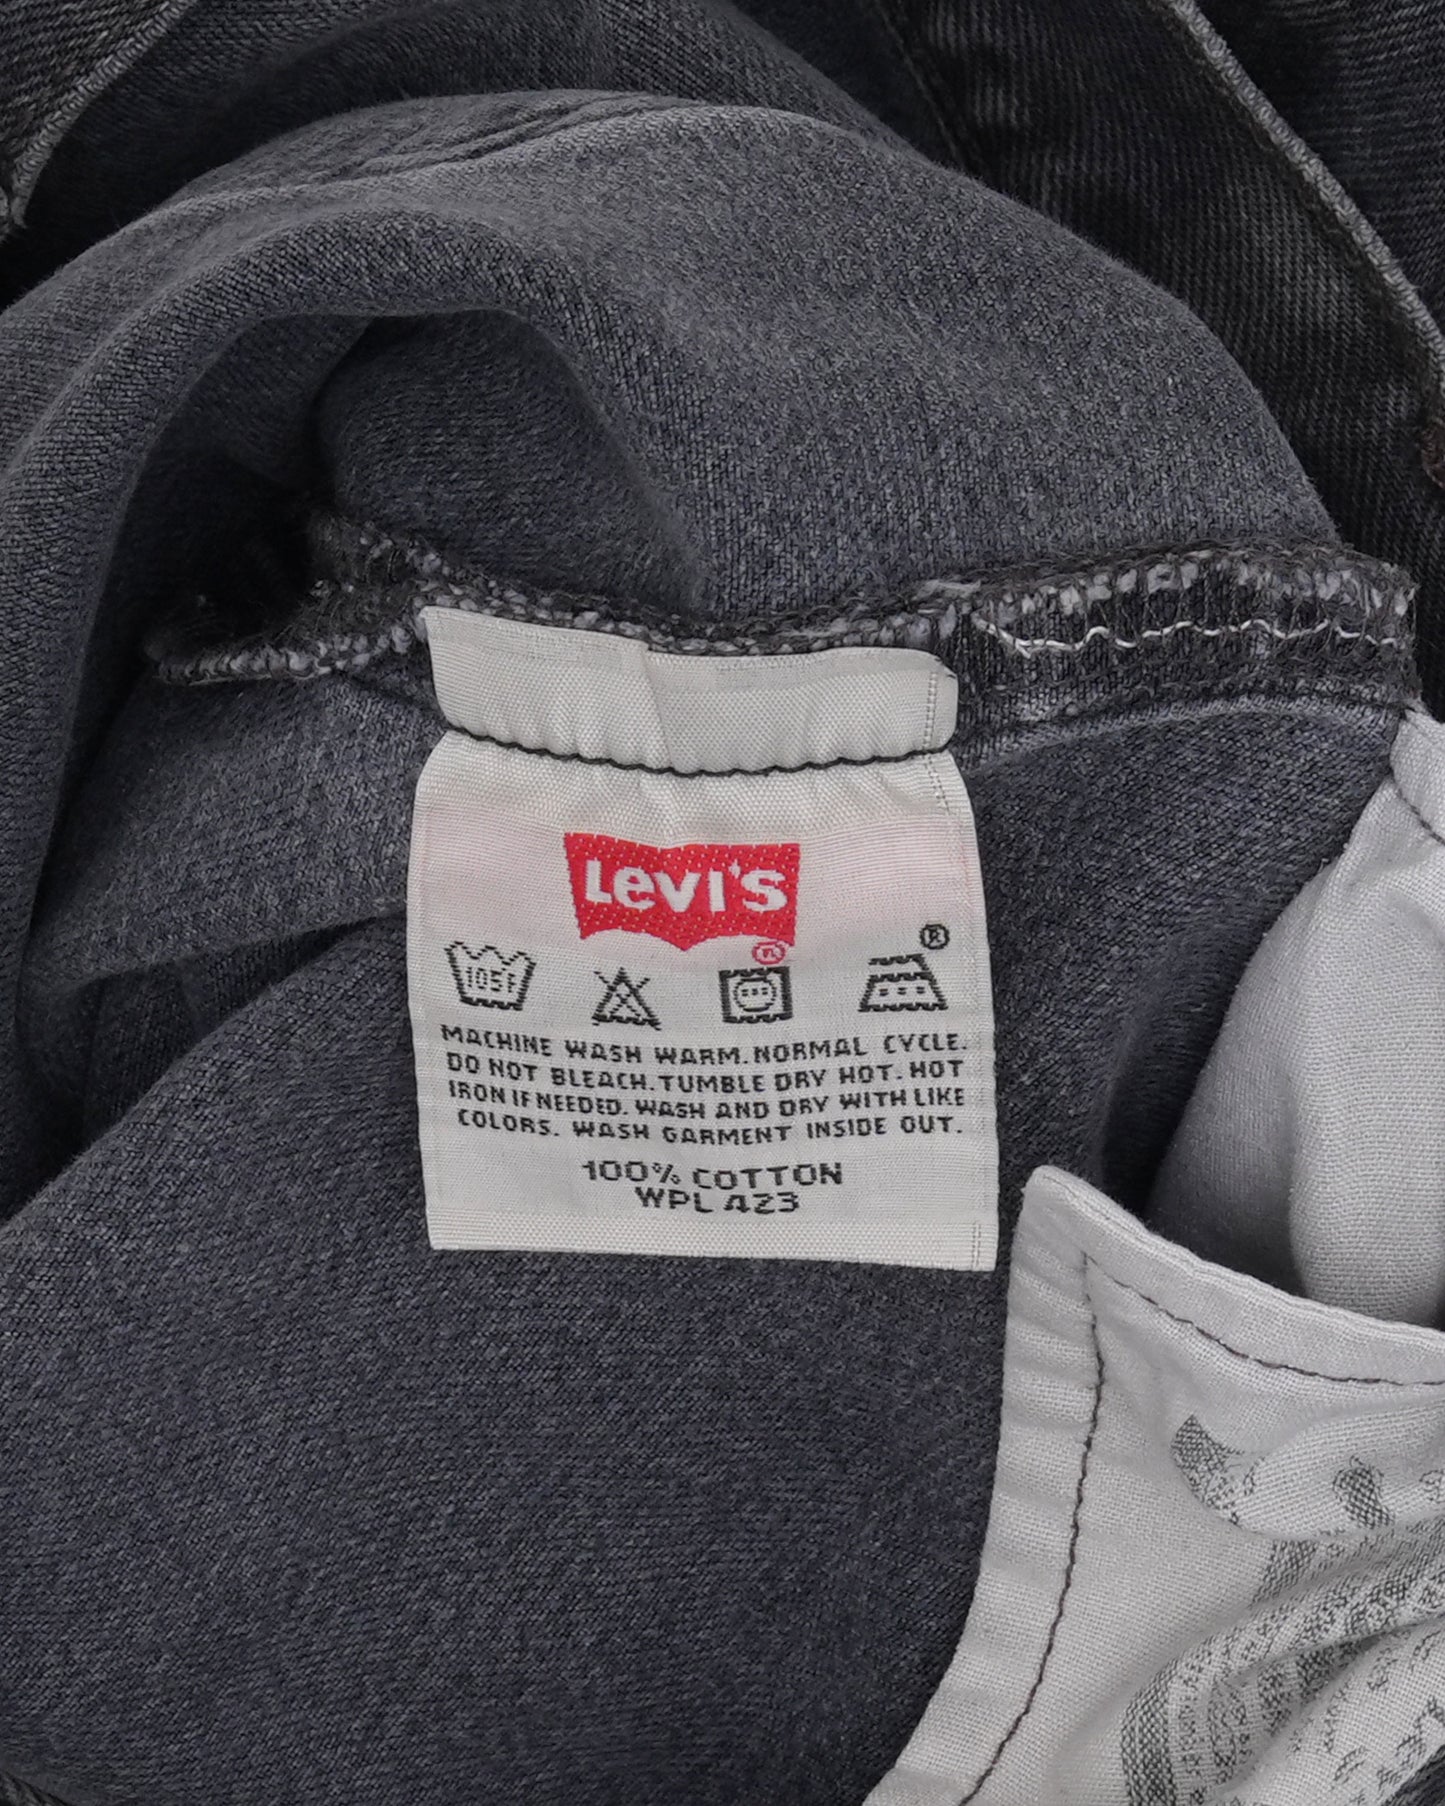 Levi's
®
®
105F
MACHINE WASH WARM. NORMAL CYCLE.
DO NOT BLEACH. TUMBLE DRY HOT. HOT
IRON IF NEEDED. WASH AND DRY WITH LIKE
COLORS. WASH GARMENT INSIDE OUT.
100% COTTON
WPL 423